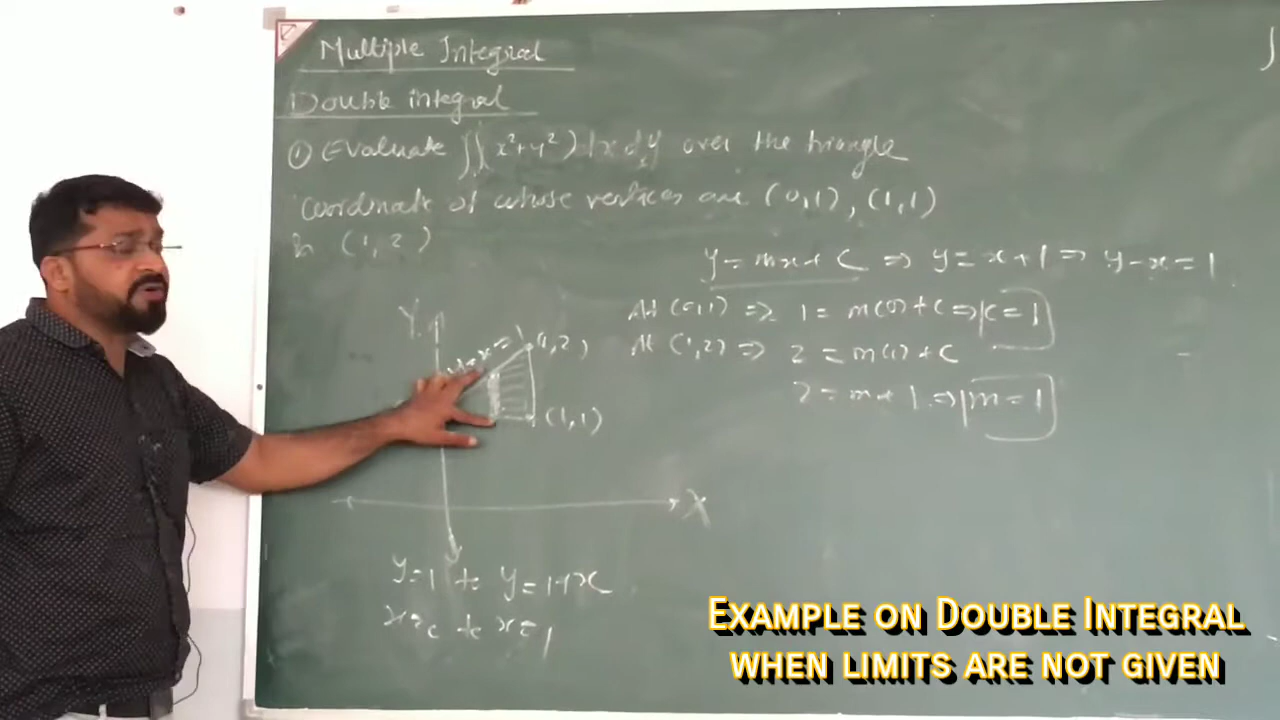 Multiple Integral
Double integral
① Evaluate ∬(x²+y²) dx dy over the triangle
Coordinate of whose vertices are (0,1), (1,1)
& (1,2)
y = mx + c ⇒ y = x+1 ⇒ y-x=1
At (0,1) ⇒ 1 = m(0) + c ⇒ c = 1
At (1,2) ⇒ 2 = m(1) + c
2 = m + 1 ⇒ m = 1
Y
(1,2)
(1,1)
X
y=1 to y=1+x
x=0 to x=1
Example on Double Integral
when limits are not given